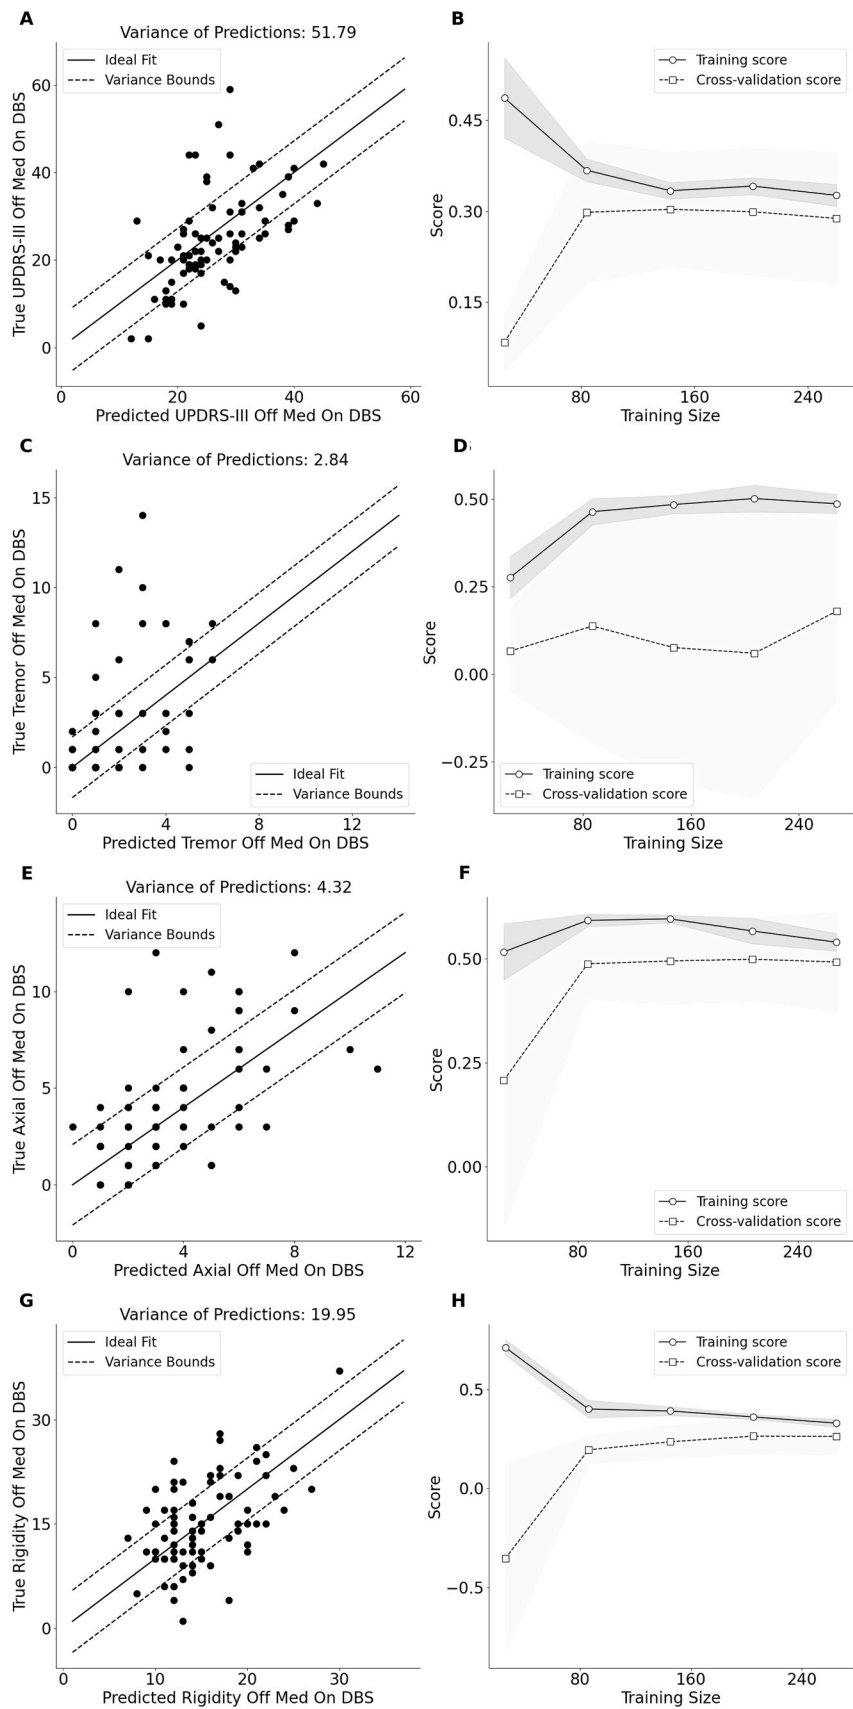 A
Variance of Predictions: 51.79
Ideal Fit
Variance Bounds
60
40
20
0
True UPDRS-III Off Med On DBS
0 20 40 60
Predicted UPDRS-III Off Med On DBS
B
Training score
Cross-validation score
0.45
0.30
0.15
Score
80 160 240
Training Size
C
Variance of Predictions: 2.84
15
10
5
0
True Tremor Off Med On DBS
Ideal Fit
Variance Bounds
0 4 8 12
Predicted Tremor Off Med On DBS
D
0.50
0.25
0.00
−0.25
Score
Training score
Cross-validation score
80 160 240
Training Size
E
Variance of Predictions: 4.32
Ideal Fit
Variance Bounds
10
5
0
True Axial Off Med On DBS
0 4 8 12
Predicted Axial Off Med On DBS
F
0.50
0.25
0.00
Score
Training score
Cross-validation score
80 160 240
Training Size
G
Variance of Predictions: 19.95
Ideal Fit
Variance Bounds
30
15
0
True Rigidity Off Med On DBS
0 10 20 30
Predicted Rigidity Off Med On DBS
H
Training score
Cross-validation score
0.5
0.0
−0.5
Score
80 160 240
Training Size